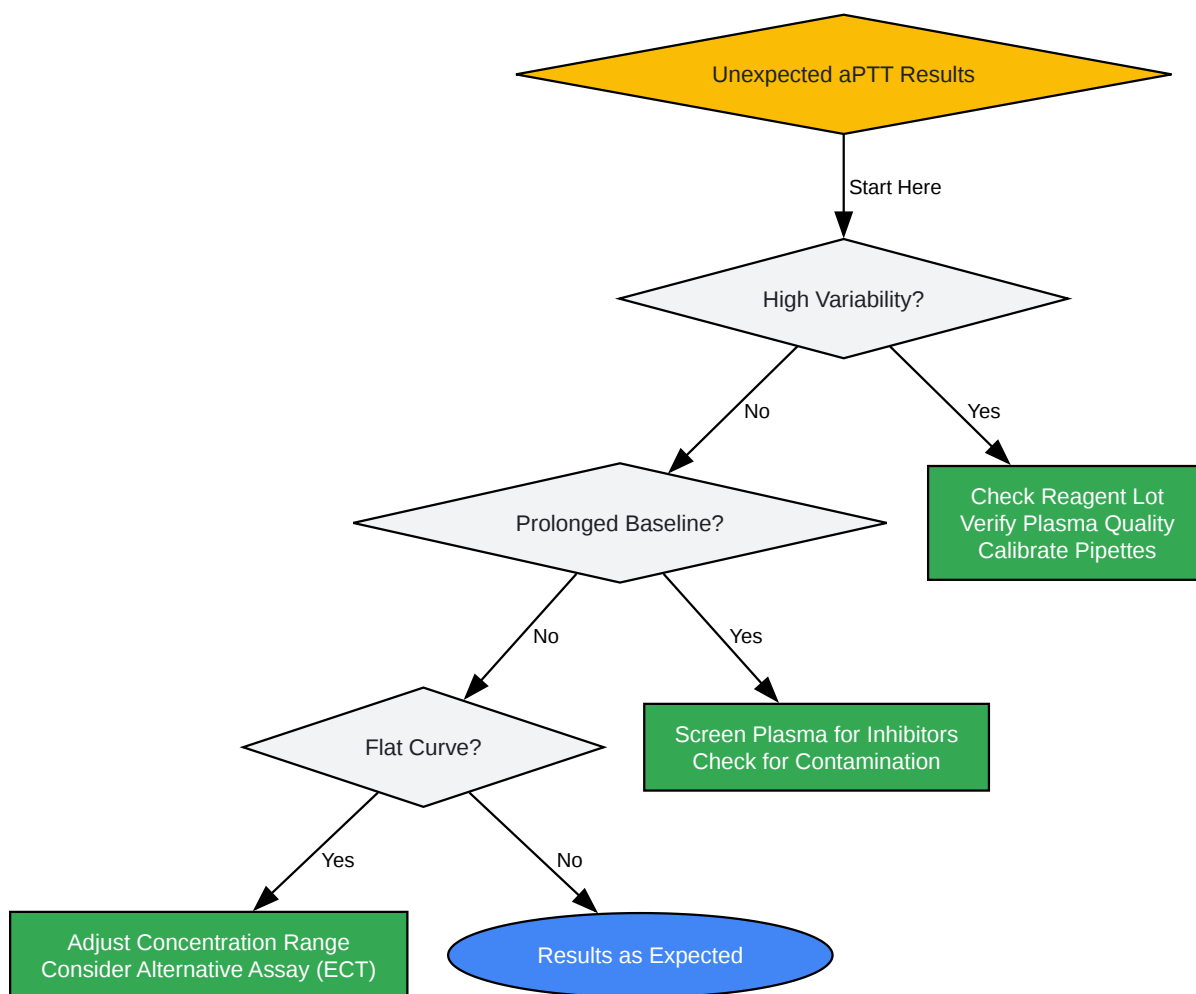 Unexpected aPTT Results
Start Here
High Variability?
No
Yes
Check Reagent Lot
Verify Plasma Quality
Calibrate Pipettes
Prolonged Baseline?
No
Yes
Screen Plasma for Inhibitors
Check for Contamination
Flat Curve?
Yes
No
Adjust Concentration Range
Consider Alternative Assay (ECT)
Results as Expected